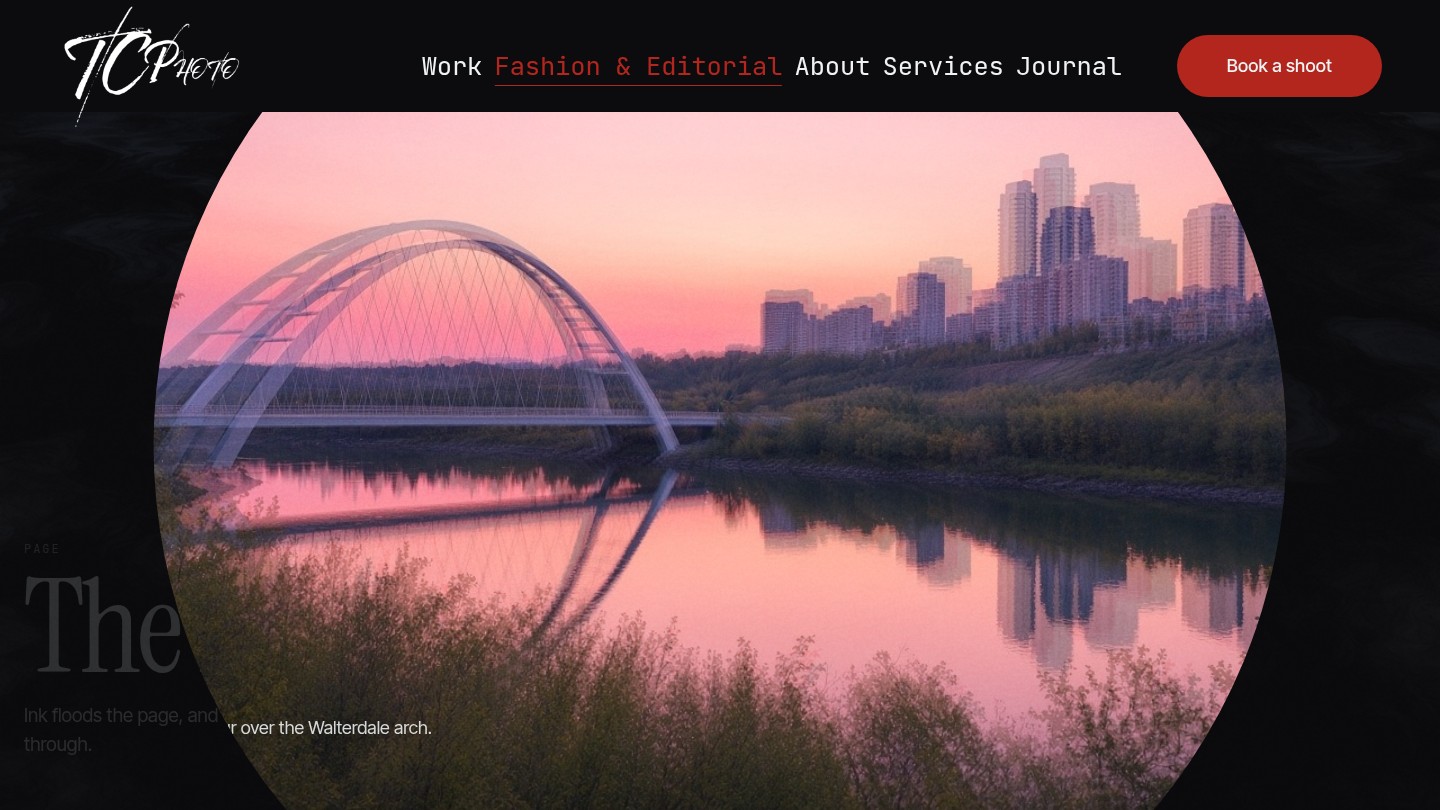 TCPHOTO
Work Fashion & Editorial About Services Journal
Book a shoot
PAGE
The
Ink floods the page, and
through.
r over the Walterdale arch.